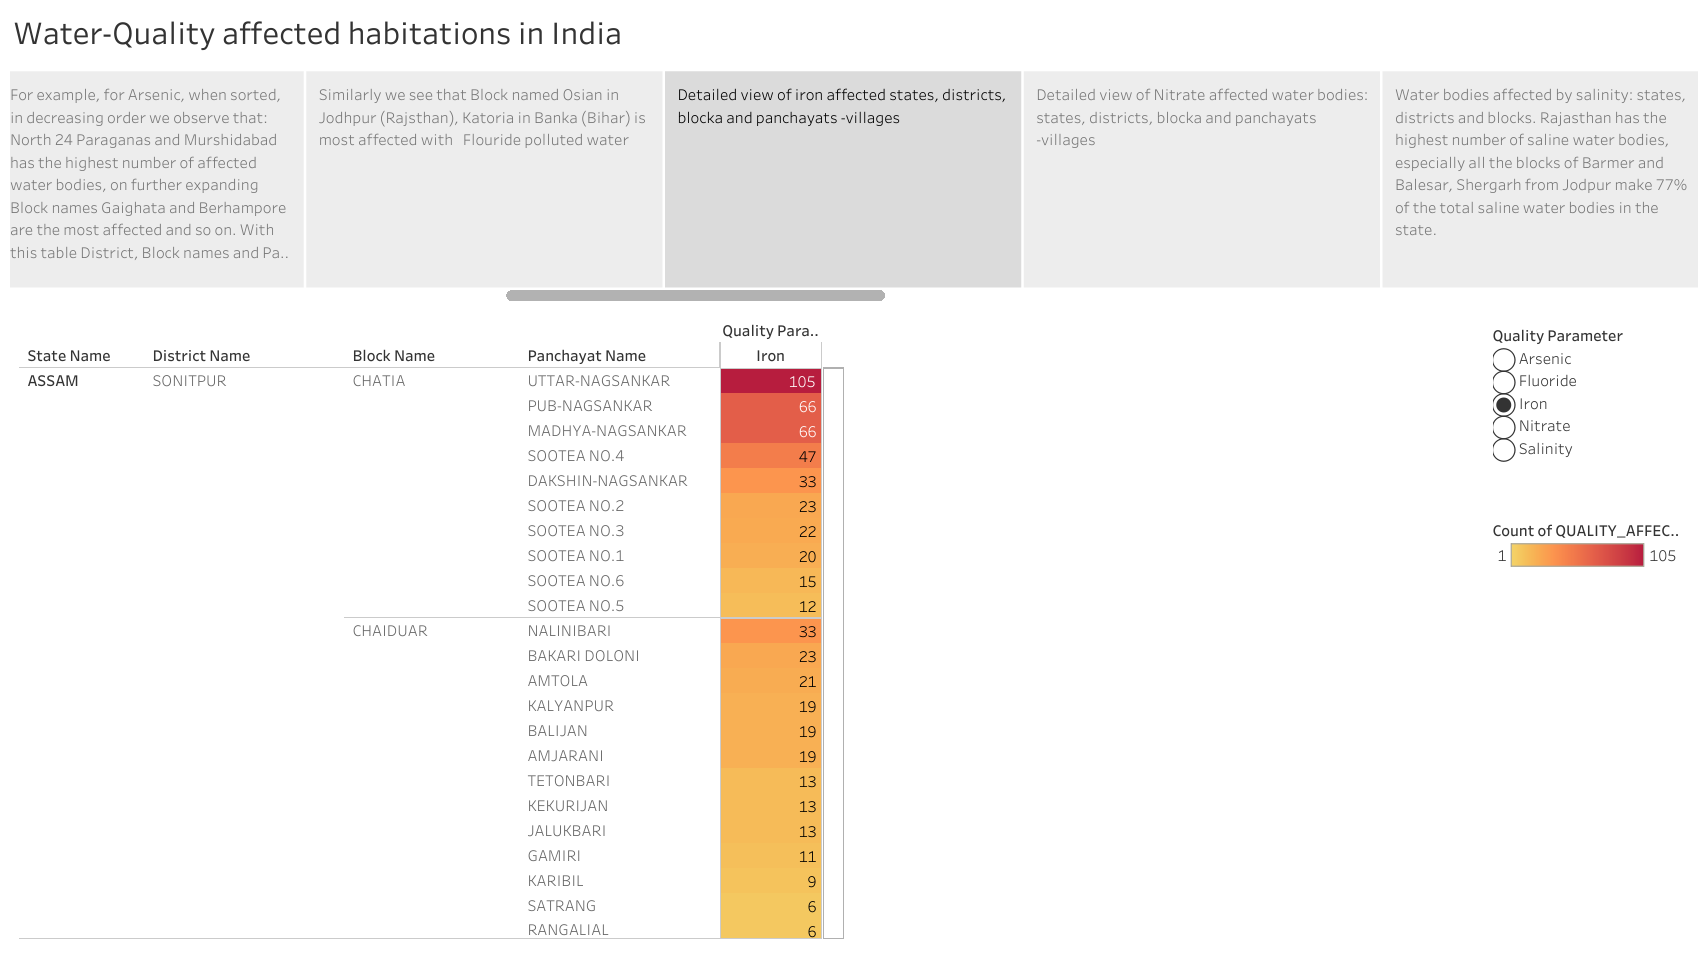 Water-Quality affected habitations in India
For example, for Arsenic, when sorted,
in decreasing order we observe that:
North 24 Paraganas and Murshidabad
has the highest number of affected
water bodies, on further expanding
Block names Gaighata and Berhampore
are the most affected and so on. With
this table District, Block names and Pa..
Similarly we see that Block named Osian in
Jodhpur (Rajsthan), Katoria in Banka (Bihar) is
most affected with Flouride polluted water
Detailed view of iron affected states, districts,
blocka and panchayats -villages
Detailed view of Nitrate affected water bodies:
states, districts, blocka and panchayats
-villages
Water bodies affected by salinity: states,
districts and blocks. Rajasthan has the
highest number of saline water bodies,
especially all the blocks of Barmer and
Balesar, Shergarh from Jodpur make 77%
of the total saline water bodies in the
state.
Quality Para..
State Name District Name Block Name Panchayat Name Iron
ASSAM SONITPUR CHATIA UTTAR-NAGSANKAR 105
PUB-NAGSANKAR 66
MADHYA-NAGSANKAR 66
SOOTEA NO.4 47
DAKSHIN-NAGSANKAR 33
SOOTEA NO.2 23
SOOTEA NO.3 22
SOOTEA NO.1 20
SOOTEA NO.6 15
SOOTEA NO.5 12
CHAIDUAR NALINIBARI 33
BAKARI DOLONI 23
AMTOLA 21
KALYANPUR 19
BALIJAN 19
AMJARANI 19
TETONBARI 13
KEKURIJAN 13
JALUKBARI 13
GAMIRI 11
KARIBIL 9
SATRANG 6
RANGALIAL 6
Quality Parameter
Arsenic
Fluoride
Iron
Nitrate
Salinity
Count of QUALITY_AFFEC..
1 105